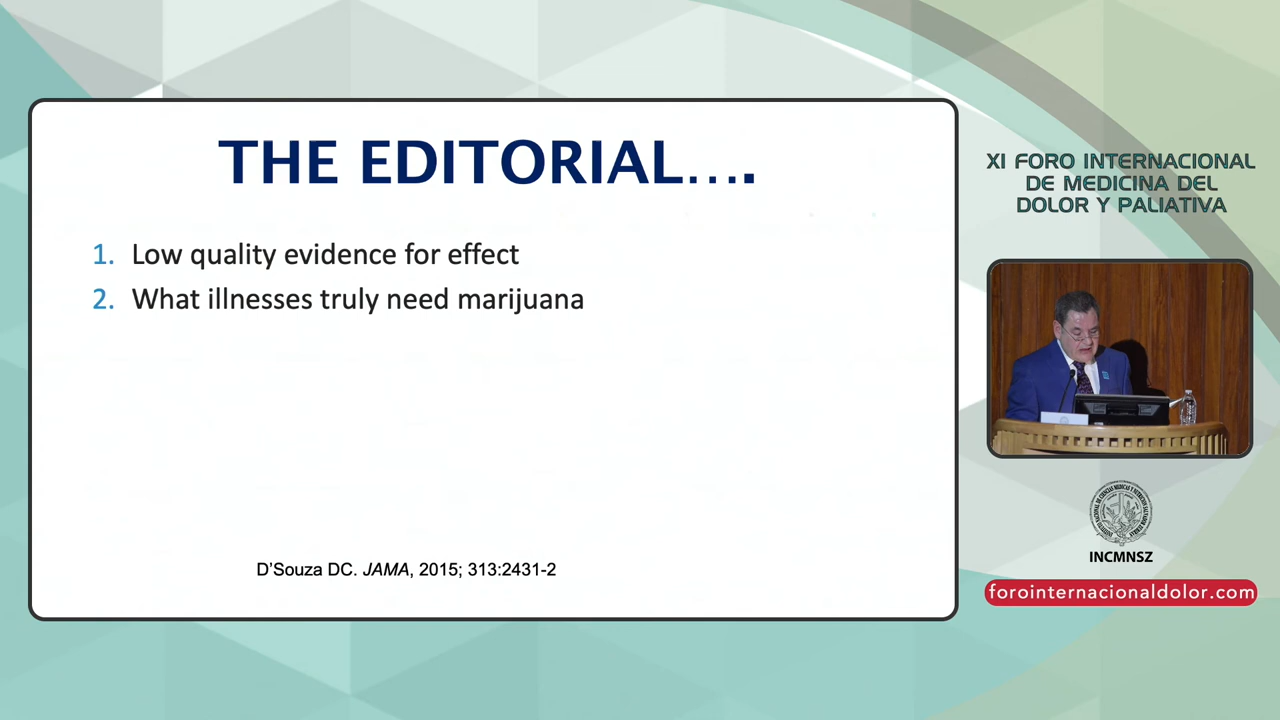 THE EDITORIAL….
1. Low quality evidence for effect
2. What illnesses truly need marijuana
D'Souza DC. JAMA, 2015; 313:2431-2
XI FORO INTERNACIONAL
DE MEDICINA DEL
DOLOR Y PALIATIVA
INCMNSZ
forointernacionaldolor.com